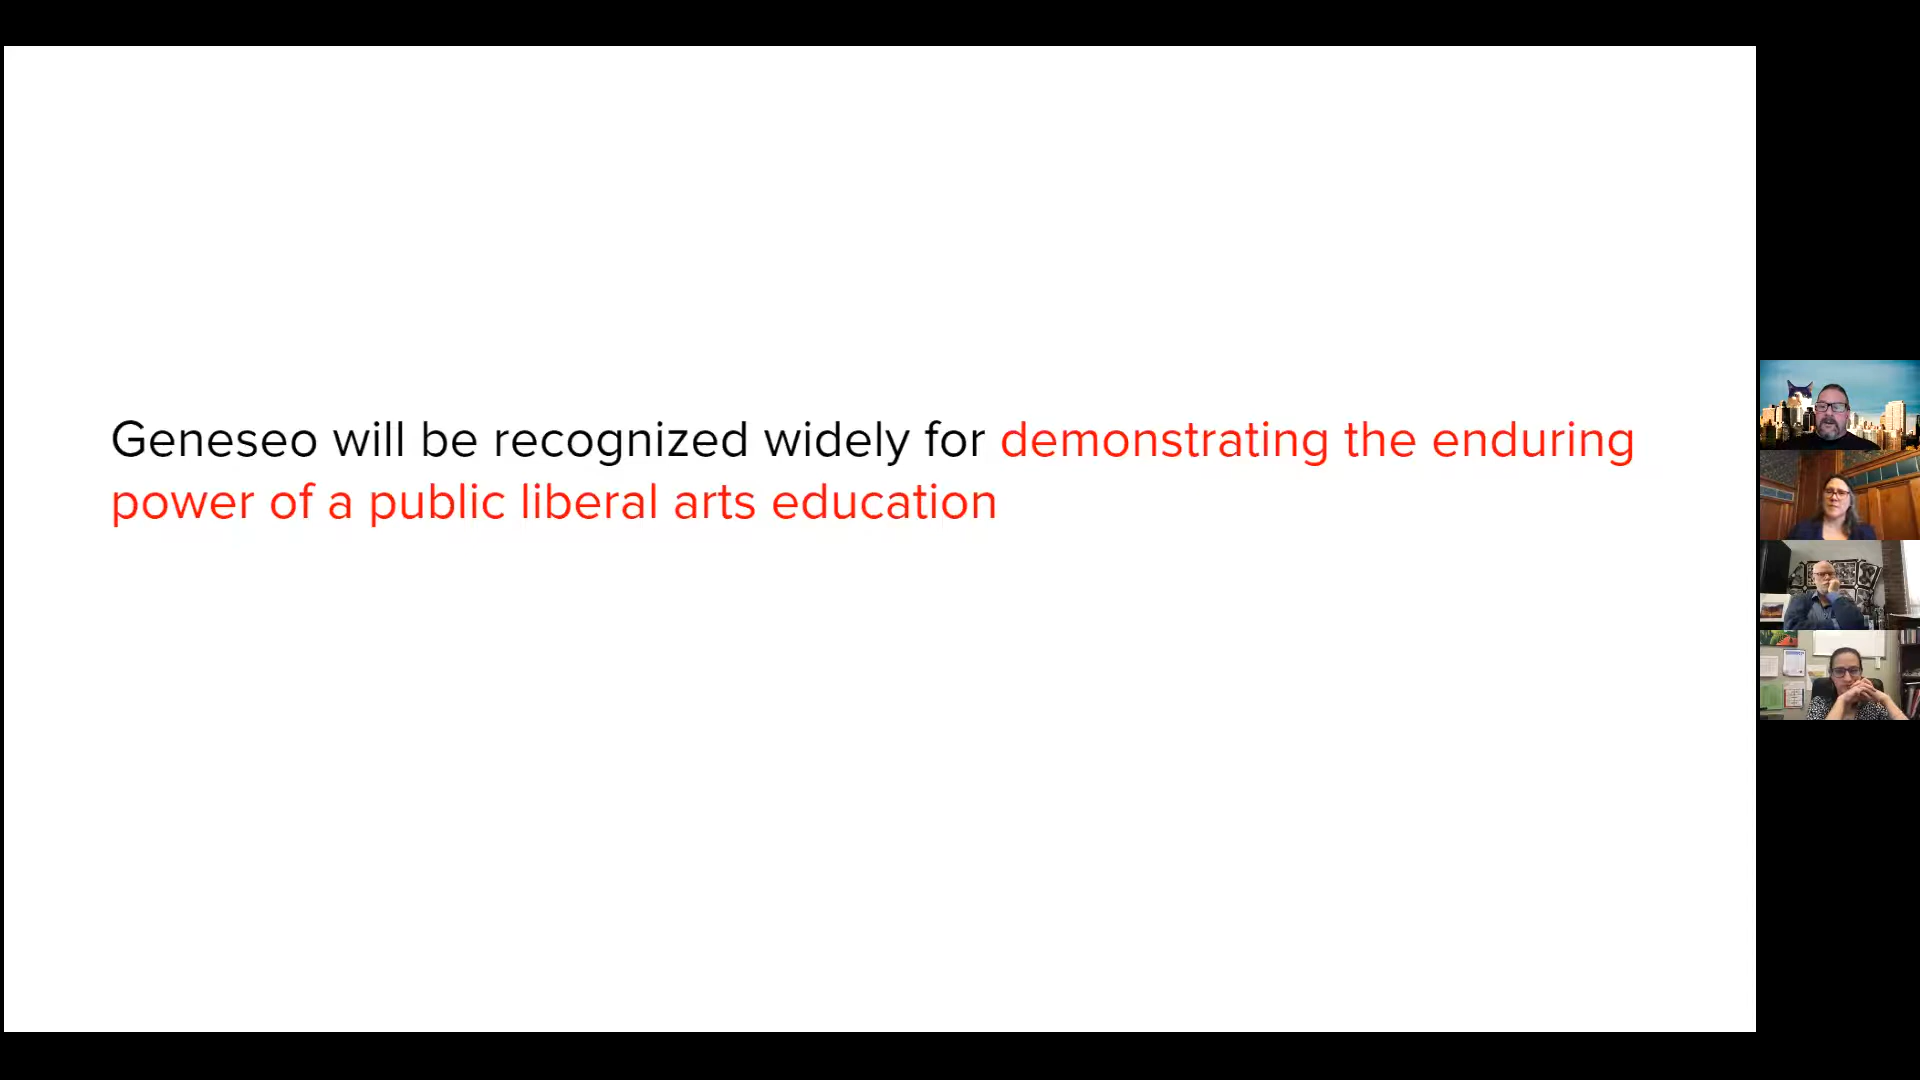 Geneseo will be recognized widely for demonstrating the enduring
power of a public liberal arts education